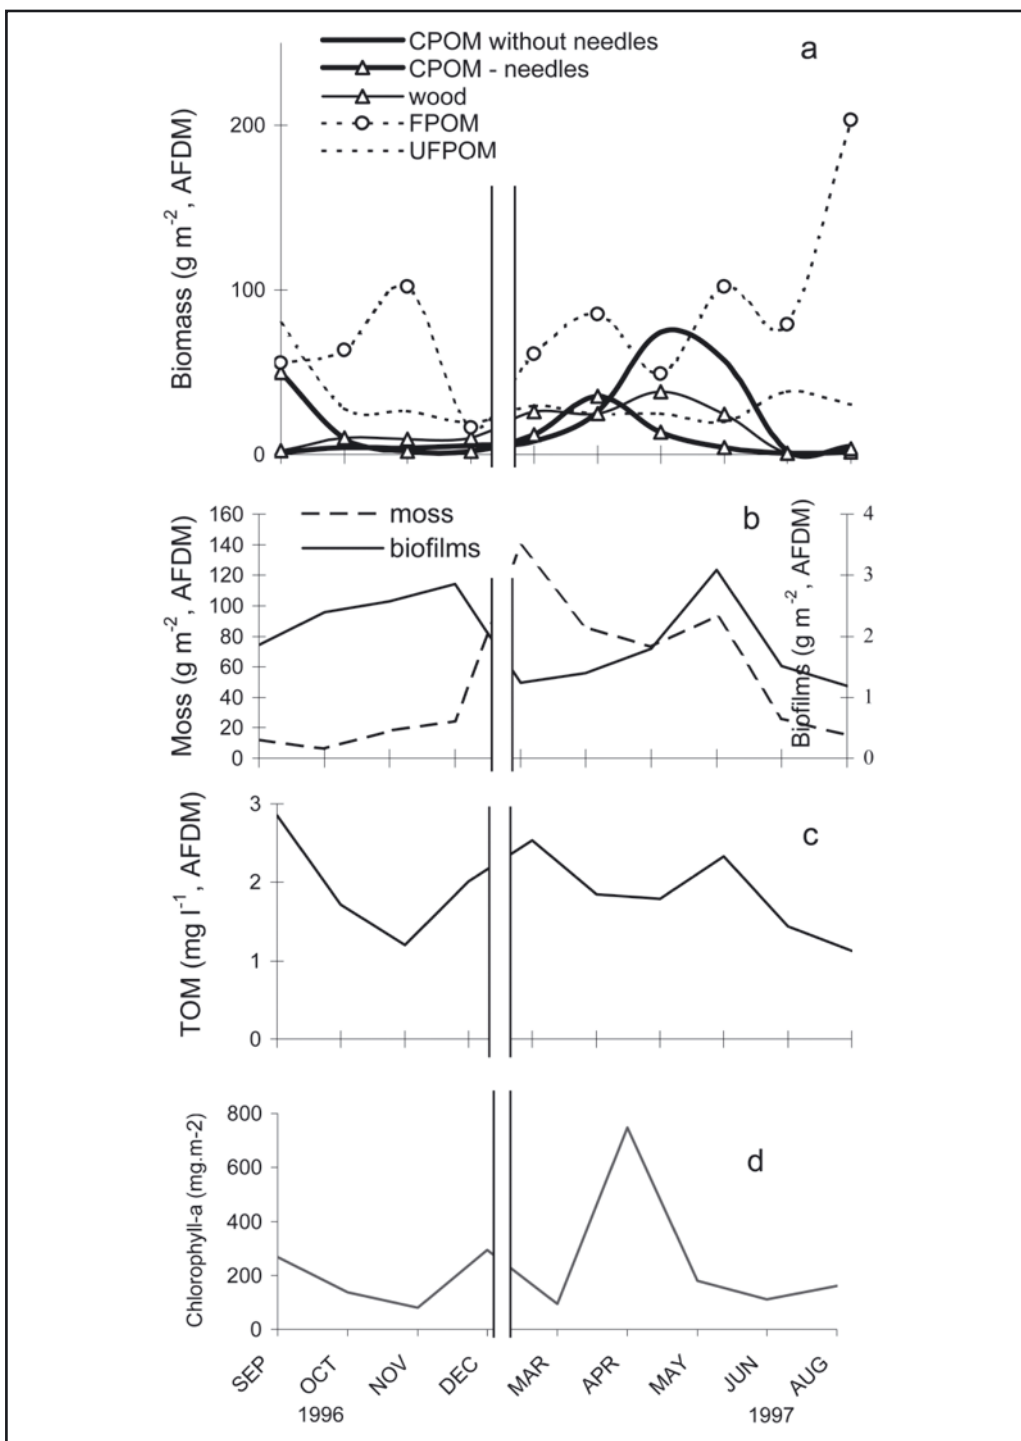 a
CPOM without needles
CPOM - needles
wood
FPOM
UFPOM
Biomass (g m⁻², AFDM)
200
100
0
b
moss
biofilms
Moss (g m⁻², AFDM)
160
140
120
100
80
60
40
20
0
Biofilms (g m⁻², AFDM)
4
3
2
1
0
c
TOM (mg l⁻¹, AFDM)
3
2
1
0
d
Chlorophyll-a (mg.m-2)
800
600
400
200
0
SEP OCT NOV DEC MAR APR MAY JUN AUG
1996 1997